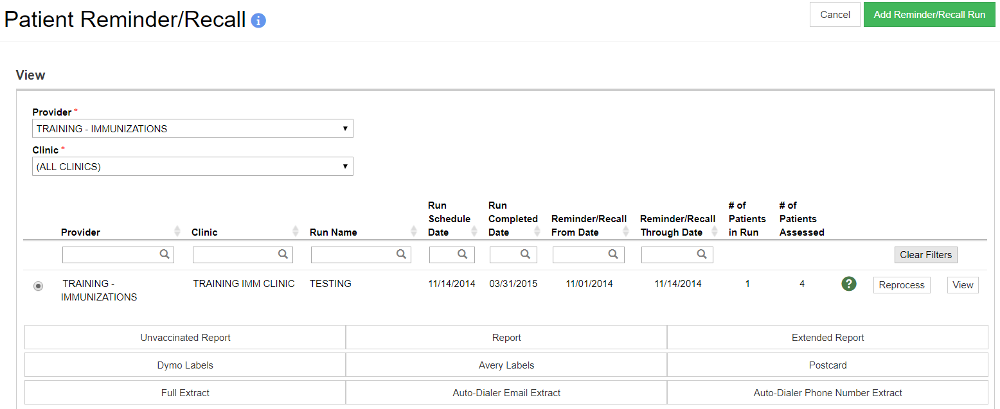 Patient Reminder/Recall
Cancel
Add Reminder/Recall Run
View
Provider *
TRAINING - IMMUNIZATIONS
Clinic *
(ALL CLINICS)
Provider
Clinic
Run Name
Run
Schedule
Date
Run
Completed
Date
Reminder/Recall
From Date
Reminder/Recall
Through Date
# of
Patients
in Run
# of
Patients
Assessed
Clear Filters
TRAINING -
IMMUNIZATIONS
TRAINING IMM CLINIC
TESTING
11/14/2014
03/31/2015
11/01/2014
11/14/2014
1
4
?
Reprocess
View
Unvaccinated Report
Report
Extended Report
Dymo Labels
Avery Labels
Postcard
Full Extract
Auto-Dialer Email Extract
Auto-Dialer Phone Number Extract